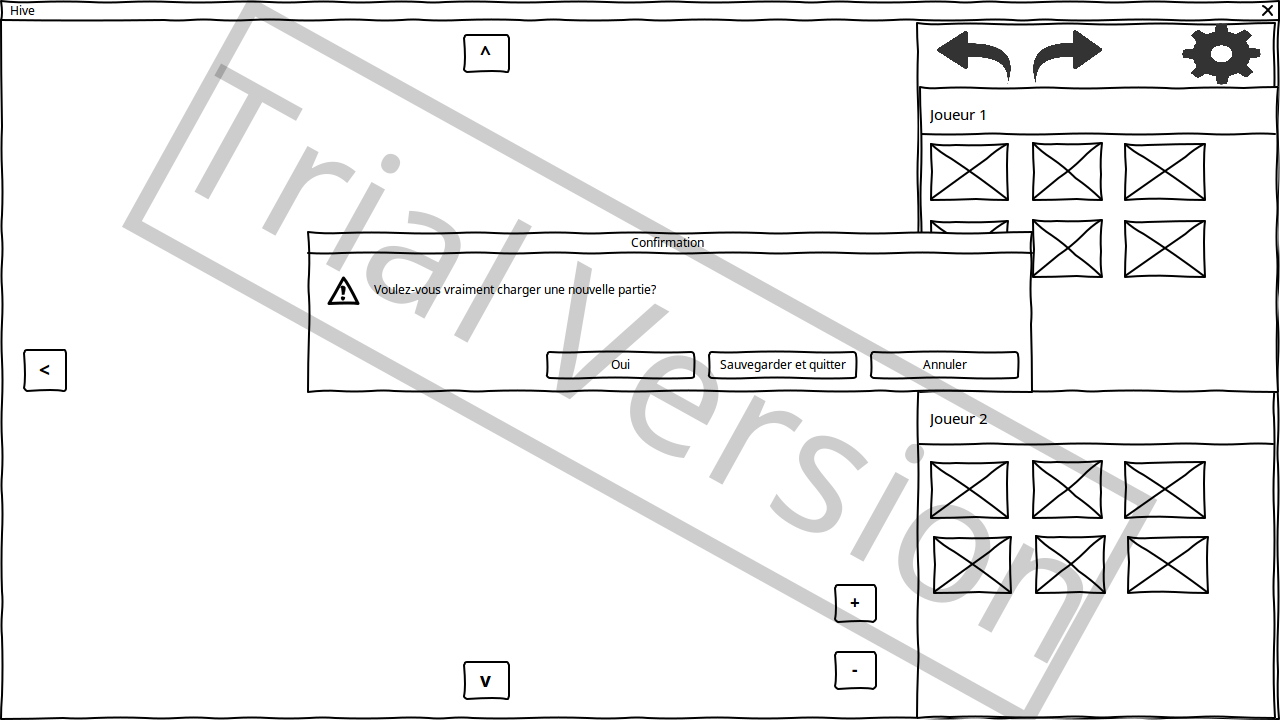 Hive
^
Joueur 1
Confirmation
Voulez-vous vraiment charger une nouvelle partie?
Oui
Sauvegarder et quitter
Annuler
<
Joueur 2
+
-
v
Trial Version